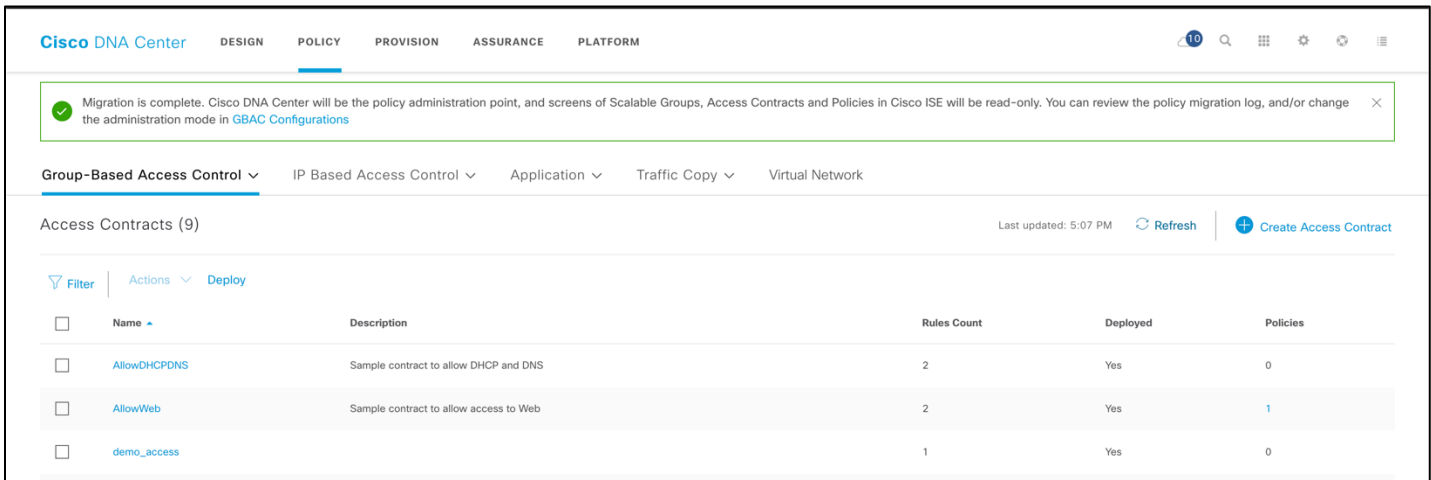 Cisco DNA Center DESIGN POLICY PROVISION ASSURANCE PLATFORM 10
Migration is complete. Cisco DNA Center will be the policy administration point, and screens of Scalable Groups, Access Contracts and Policies in Cisco ISE will be read-only. You can review the policy migration log, and/or change
the administration mode in GBAC Configurations
Group-Based Access Control IP Based Access Control Application Traffic Copy Virtual Network
Access Contracts (9) Last updated: 5:07 PM Refresh Create Access Contract
Filter Actions Deploy
Name Description Rules Count Deployed Policies
AllowDHCPDNS Sample contract to allow DHCP and DNS 2 Yes 0
AllowWeb Sample contract to allow access to Web 2 Yes 1
demo_access 1 Yes 0